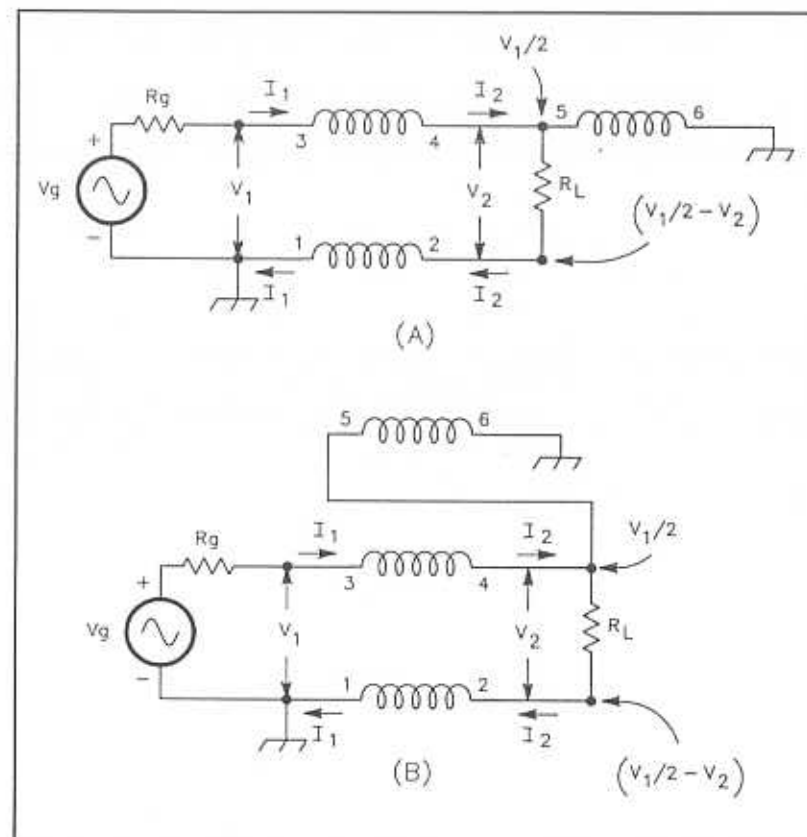 V1/2
I1
I2
Rg
3
4
5
6
+
Vg
-
V1
V2
RL
(V1/2 - V2)
1
2
I1
I2
(A)
5
6
I1
I2
V1/2
Rg
3
4
+
Vg
-
V1
V2
RL
1
2
I1
I2
(V1/2 - V2)
(B)